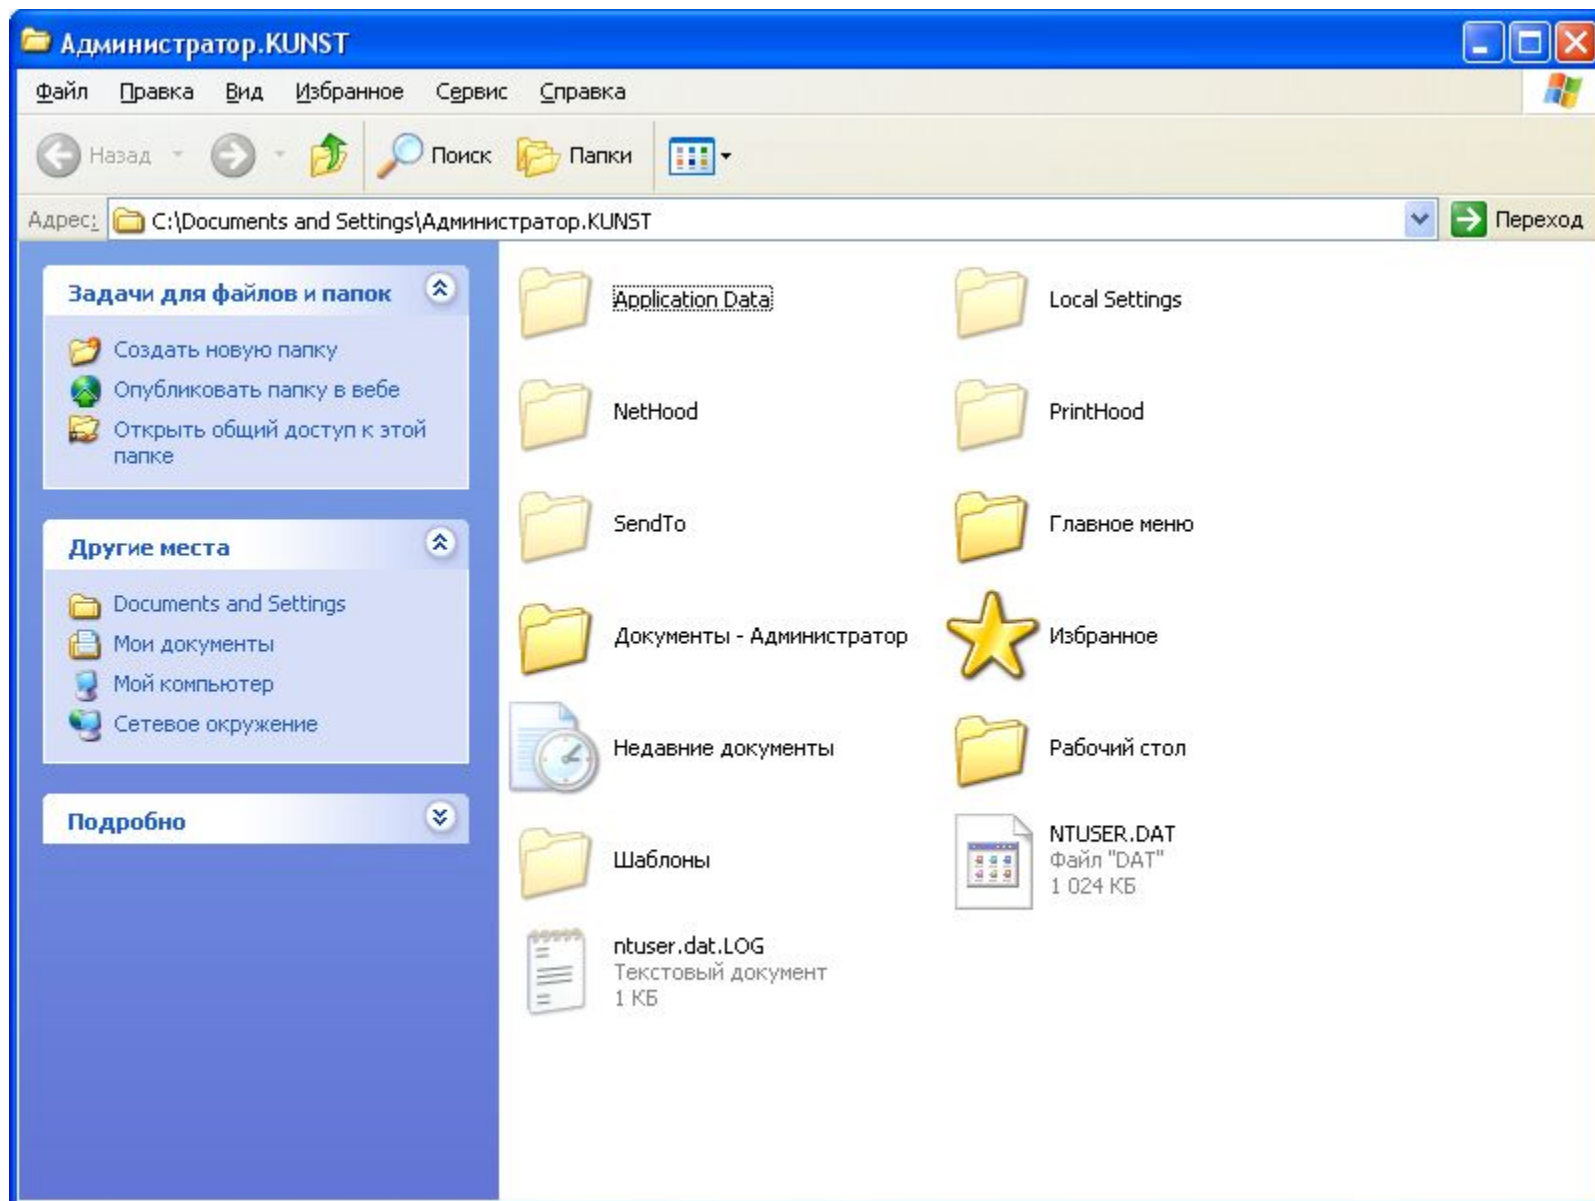 Администратор.KUNST
Файл Правка Вид Избранное Сервис Справка
Назад Поиск Папки
Адрес: C:\Documents and Settings\Администратор.KUNST Переход
Задачи для файлов и папок
Создать новую папку
Опубликовать папку в вебе
Открыть общий доступ к этой
папке
Другие места
Documents and Settings
Мои документы
Мой компьютер
Сетевое окружение
Подробно
Application Data
Local Settings
NetHood
PrintHood
SendTo
Главное меню
Документы - Администратор
Избранное
Недавние документы
Рабочий стол
Шаблоны
NTUSER.DAT
Файл "DAT"
1 024 КБ
ntuser.dat.LOG
Текстовый документ
1 КБ